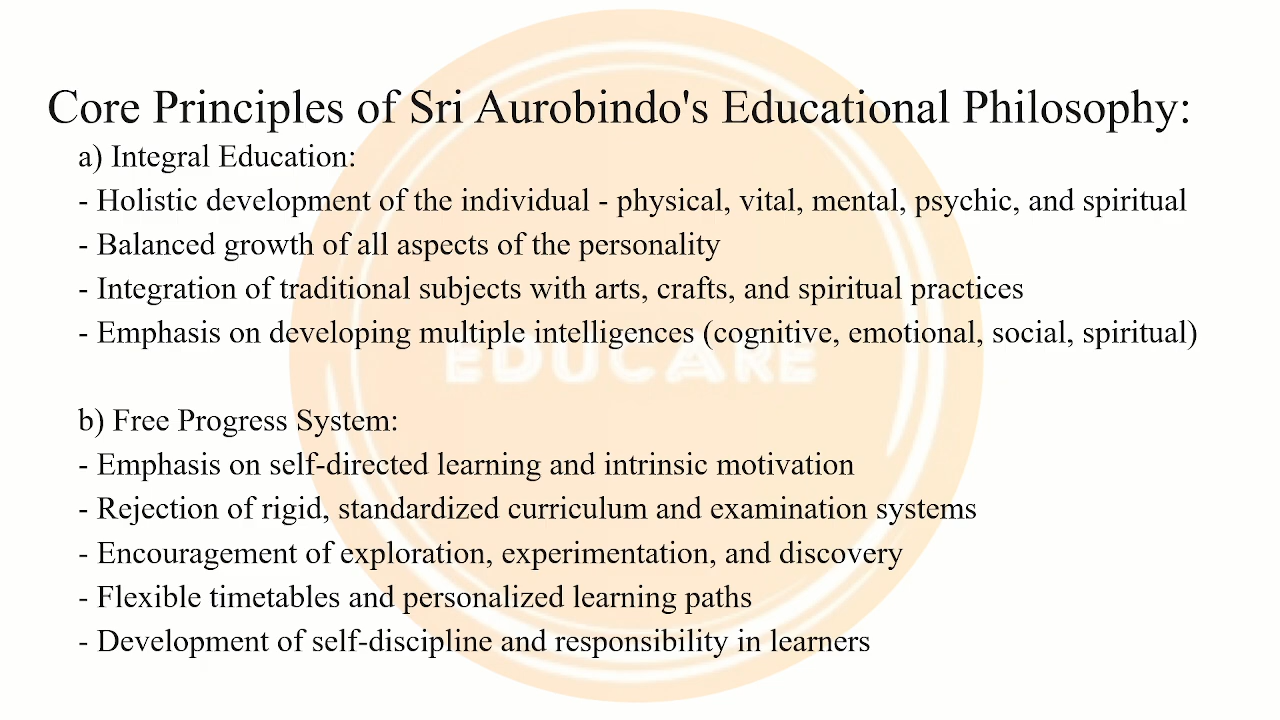 Core Principles of Sri Aurobindo's Educational Philosophy:
a) Integral Education:
- Holistic development of the individual - physical, vital, mental, psychic, and spiritual
- Balanced growth of all aspects of the personality
- Integration of traditional subjects with arts, crafts, and spiritual practices
- Emphasis on developing multiple intelligences (cognitive, emotional, social, spiritual)
EDUCARE
b) Free Progress System:
- Emphasis on self-directed learning and intrinsic motivation
- Rejection of rigid, standardized curriculum and examination systems
- Encouragement of exploration, experimentation, and discovery
- Flexible timetables and personalized learning paths
- Development of self-discipline and responsibility in learners